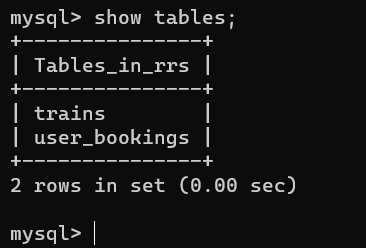 mysql> show tables;
+---------------+
| Tables_in_rrs |
+---------------+
| trains        |
| user_bookings |
+---------------+
2 rows in set (0.00 sec)
mysql>